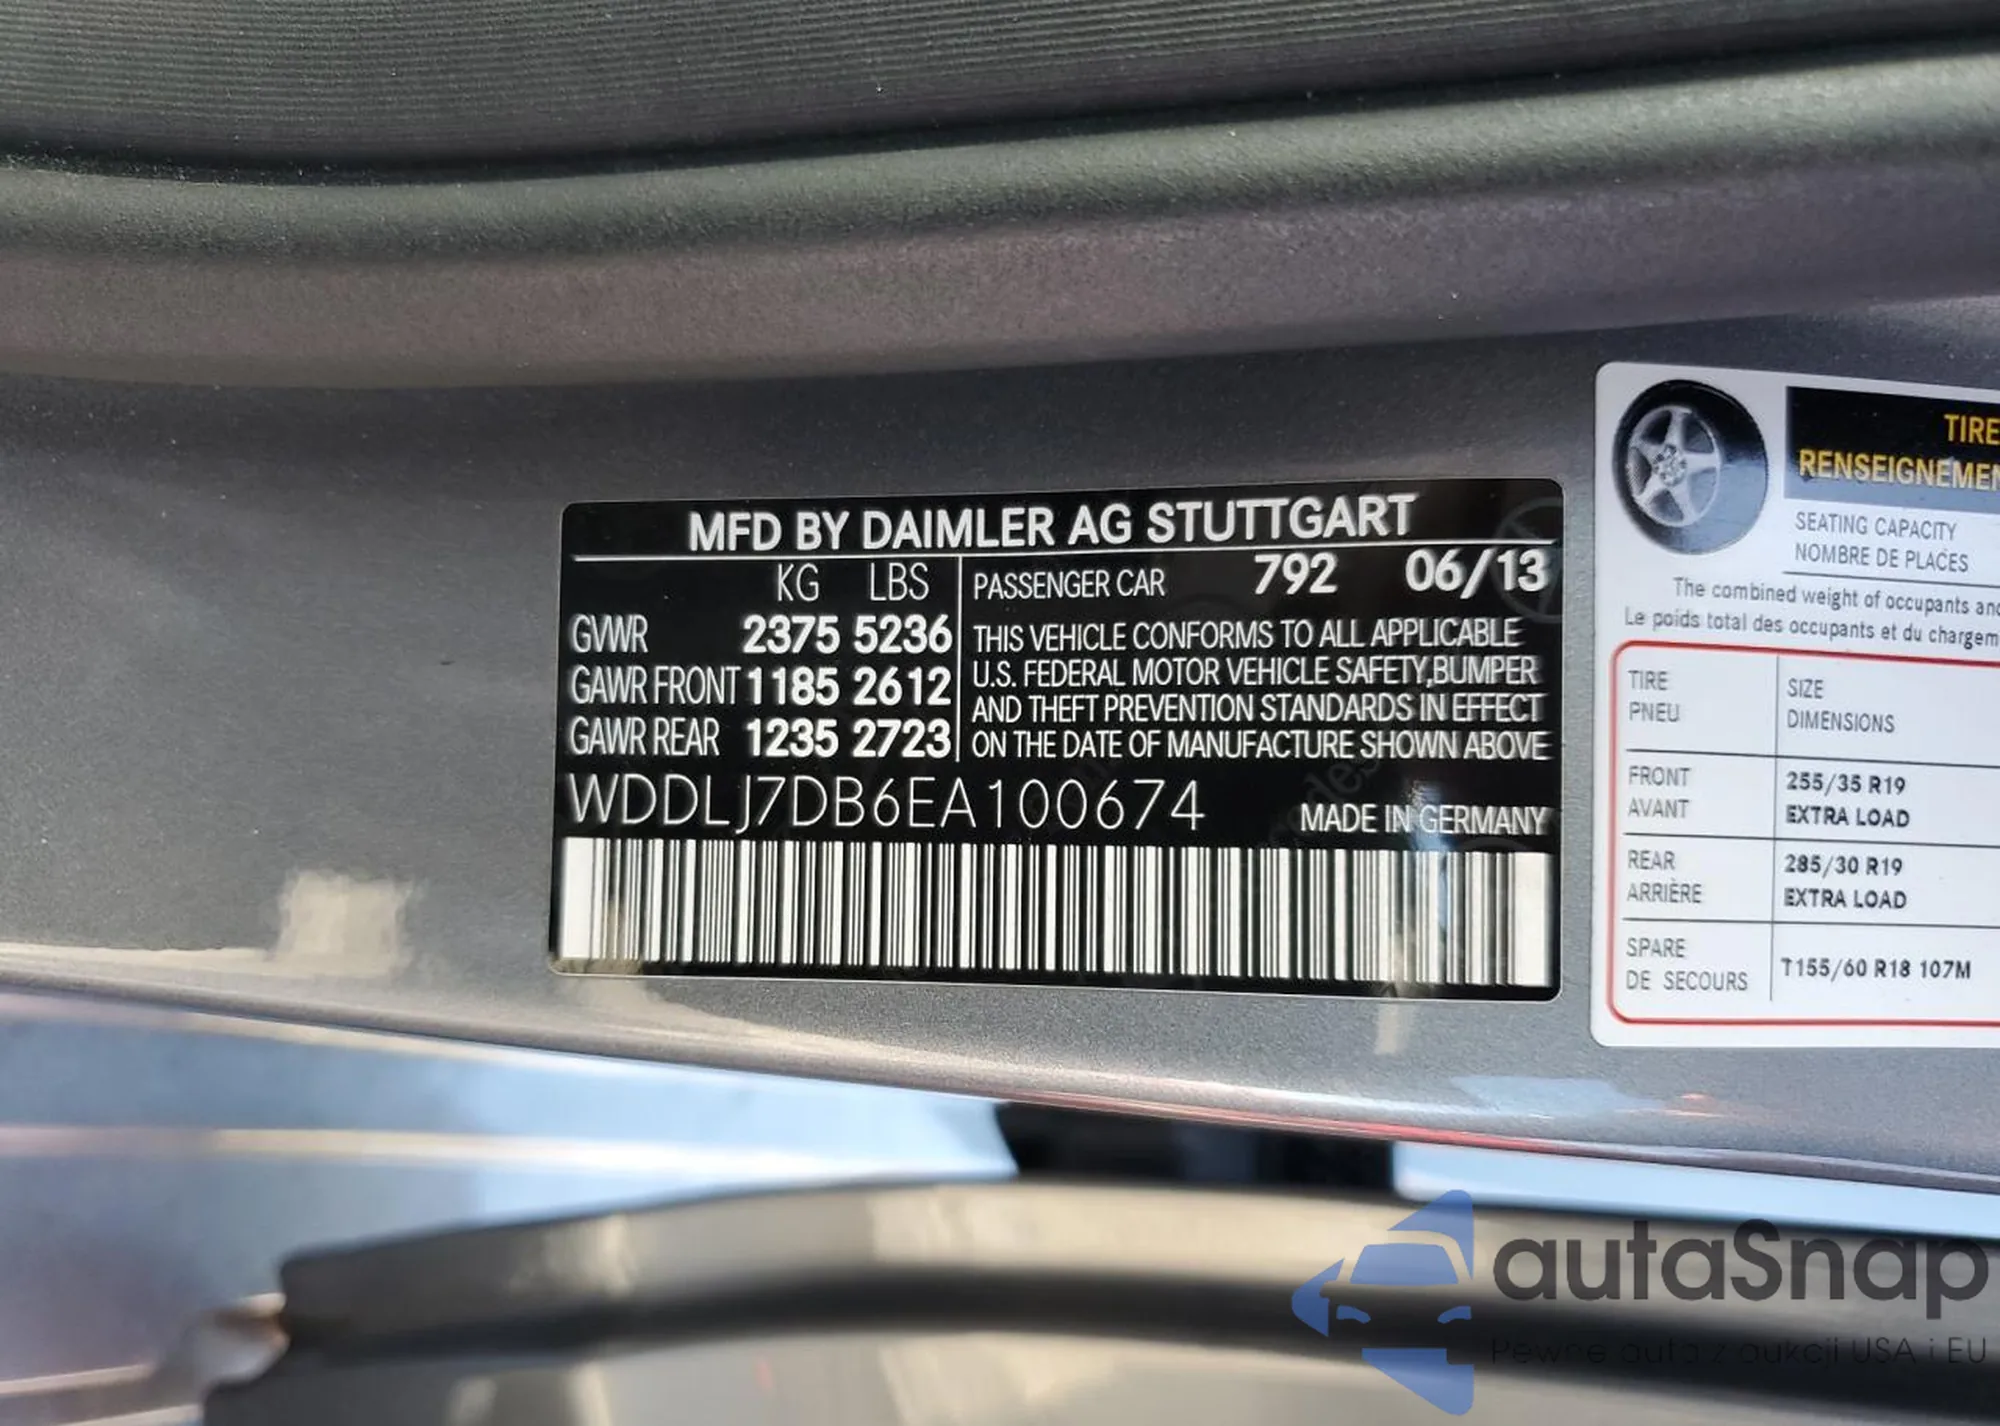 MFD BY DAIMLER AG STUTTGART
KG LBS
GVWR 2375 5236
GAWR FRONT 1185 2612
GAWR REAR 1235 2723
PASSENGER CAR 792 06/13
THIS VEHICLE CONFORMS TO ALL APPLICABLE
U.S. FEDERAL MOTOR VEHICLE SAFETY,BUMPER
AND THEFT PREVENTION STANDARDS IN EFFECT
ON THE DATE OF MANUFACTURE SHOWN ABOVE
WDDLJ7DB6EA100674
MADE IN GERMANY
TIRE
RENSEIGNEMEN
SEATING CAPACITY
NOMBRE DE PLACES
The combined weight of occupants and
Le poids total des occupants et du chargem
TIRE
PNEU
SIZE
DIMENSIONS
FRONT
AVANT
255/35 R19
EXTRA LOAD
REAR
ARRIÈRE
285/30 R19
EXTRA LOAD
SPARE
DE SECOURS
T155/60 R18 107M
autaSnap
Pewne auta z aukcji USA i EU